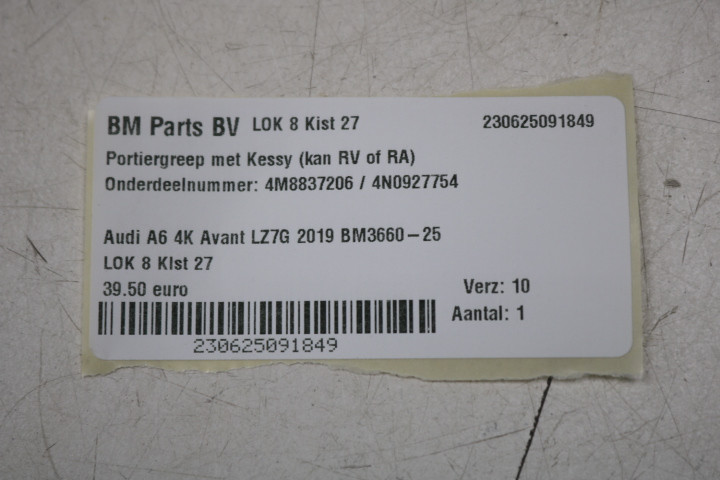 BM Parts BV LOK 8 Kist 27 230625091849
Portiergreep met Kessy (kan RV of RA)
Onderdeelnummer: 4M8837206 / 4N0927754
Audi A6 4K Avant LZ7G 2019 BM3660-25
LOK 8 Kist 27
39.50 euro Verz: 10
Aantal: 1
230625091849